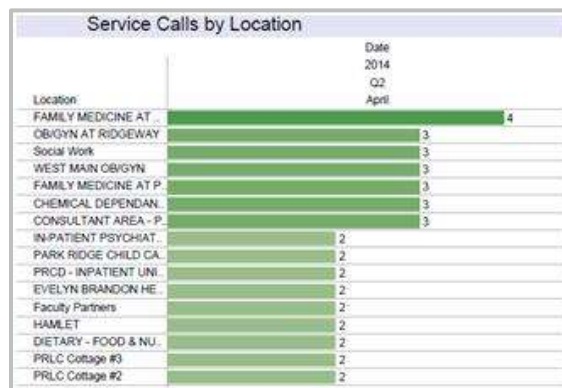 Service Calls by Location
Date
2014
Q2
Location April
FAMILY MEDICINE AT .. 4
OB/GYN AT RIDGEWAY 3
Social Work 3
WEST MAIN OB/GYN 3
FAMILY MEDICINE AT P.. 3
CHEMICAL DEPENDAN.. 3
CONSULTANT AREA - P.. 3
IN-PATIENT PSYCHIAT.. 2
PARK RIDGE CHILD CA.. 2
PRCD - INPATIENT UNI.. 2
EVELYN BRANDON HE.. 2
Faculty Partners 2
HAMLET 2
DIETARY - FOOD & NU.. 2
PRLC Cottage #3 2
PRLC Cottage #2 2